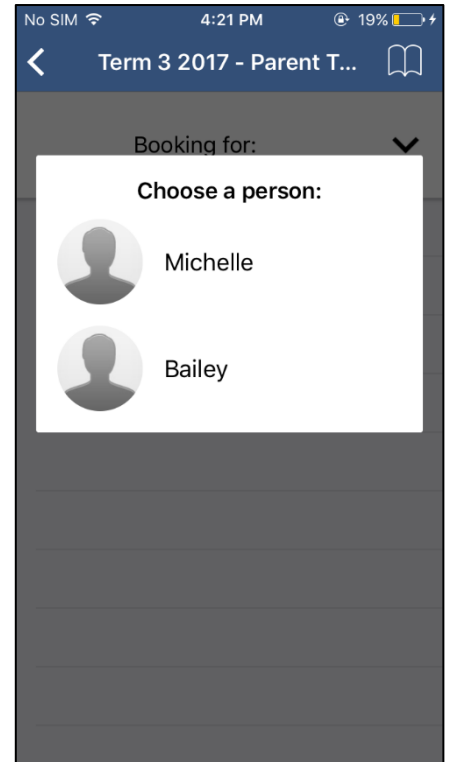 No SIM 4:21 PM 19%
Term 3 2017 - Parent T...
Booking for:
Choose a person:
Michelle
Bailey